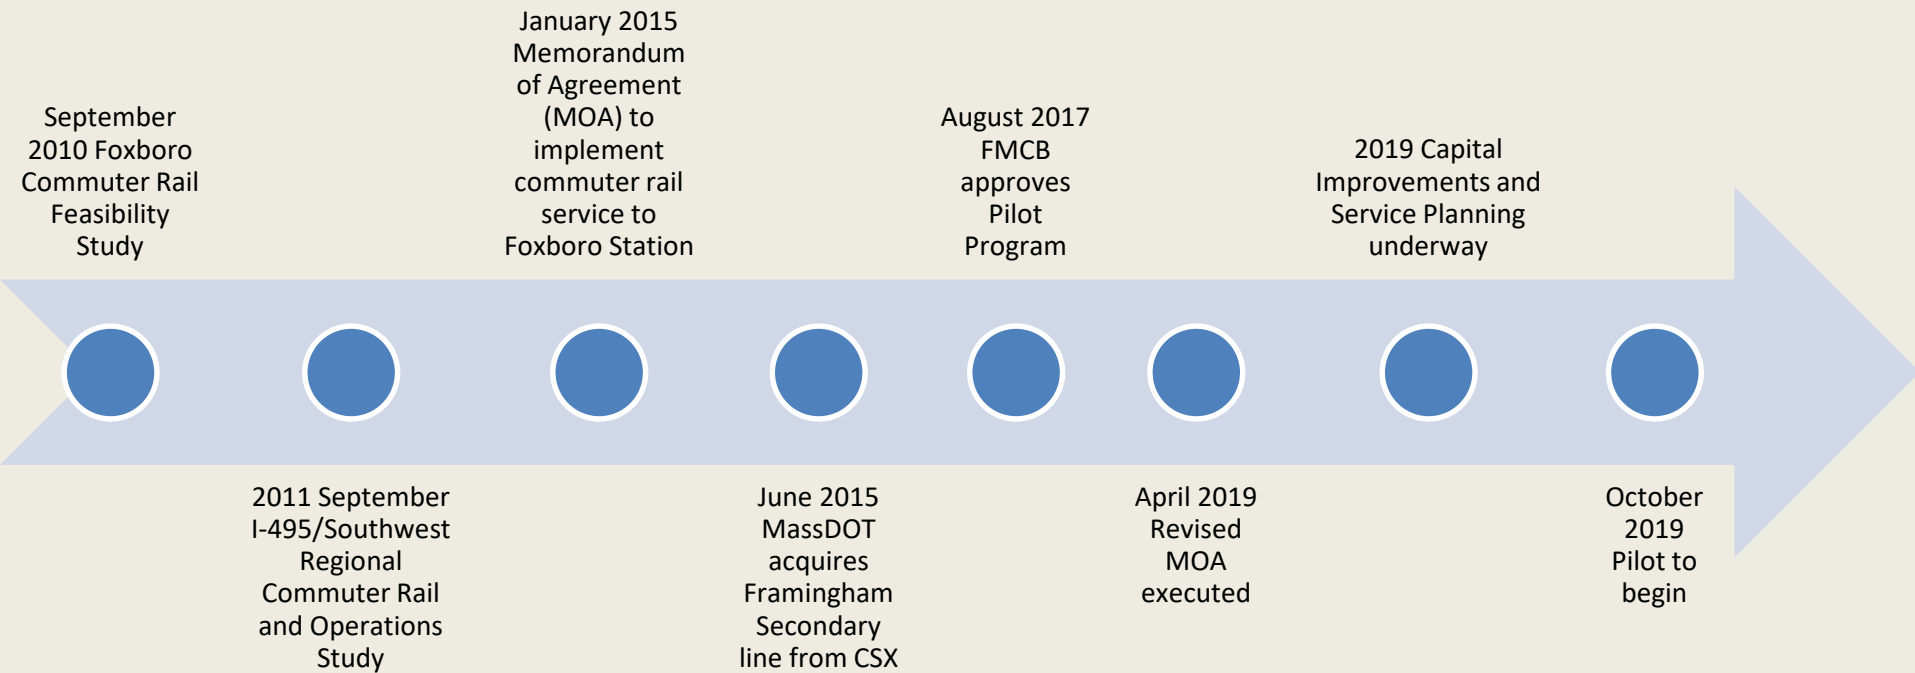 September
2010 Foxboro
Commuter Rail
Feasibility
Study
2011 September
I-495/Southwest
Regional
Commuter Rail
and Operations
Study
January 2015
Memorandum
of Agreement
(MOA) to
implement
commuter rail
service to
Foxboro Station
June 2015
MassDOT
acquires
Framingham
Secondary
line from CSX
August 2017
FMCB
approves
Pilot
Program
April 2019
Revised
MOA
executed
2019 Capital
Improvements and
Service Planning
underway
October
2019
Pilot to
begin